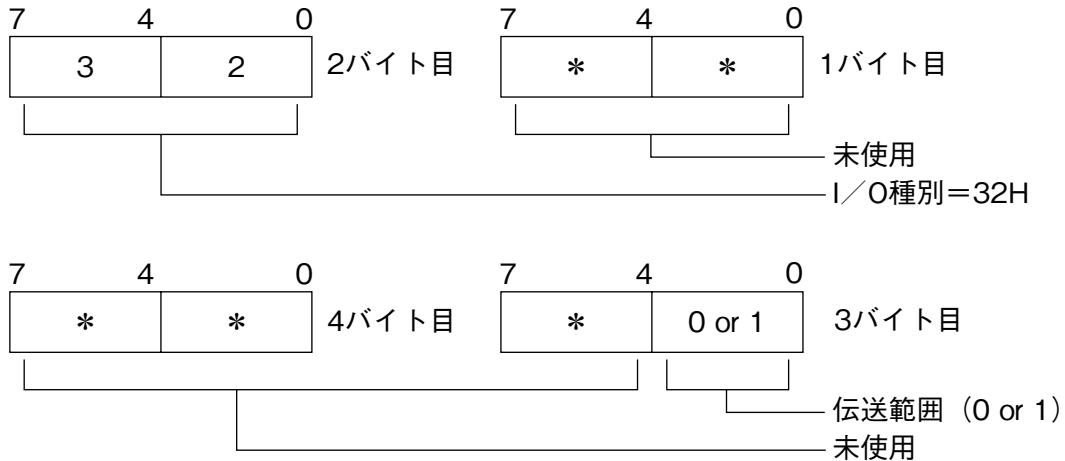 7 4 0 7 4 0
3 2 2バイト目 * * 1バイト目
未使用
I/O種別=32H
7 4 0 7 4 0
* * 4バイト目 * 0 or 1 3バイト目
伝送範囲（0 or 1）
未使用